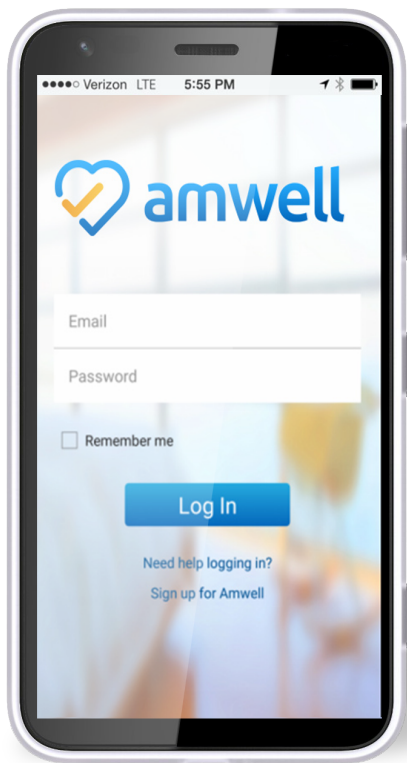 Verizon LTE 5:55 PM
amwell
Email
Password
Remember me
Log In
Need help logging in?
Sign up for Amwell